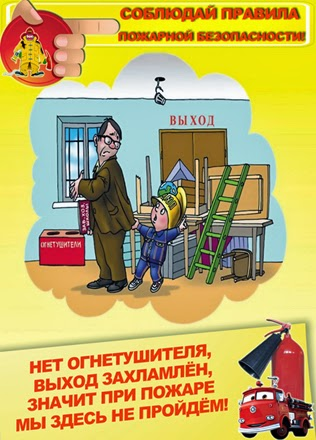 СОБЛЮДАЙ ПРАВИЛА
ПОЖАРНОЙ БЕЗОПАСНОСТИ!
ВЫХОД
ОГНЕТУШИТЕЛИ
НЕТ ОГНЕТУШИТЕЛЯ,
ВЫХОД ЗАХЛАМЛЁН,
ЗНАЧИТ ПРИ ПОЖАРЕ
МЫ ЗДЕСЬ НЕ ПРОЙДЁМ!